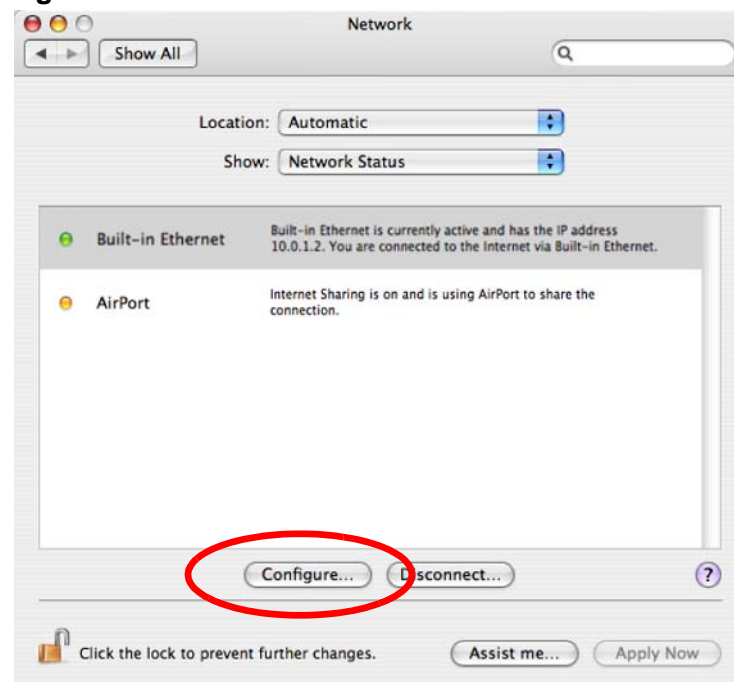 Network
Show All
Location: Automatic
Show: Network Status
Built-in Ethernet
Built-in Ethernet is currently active and has the IP address
10.0.1.2. You are connected to the Internet via Built-in Ethernet.
AirPort
Internet Sharing is on and is using AirPort to share the
connection.
Configure... Disconnect... ?
Click the lock to prevent further changes. Assist me... Apply Now